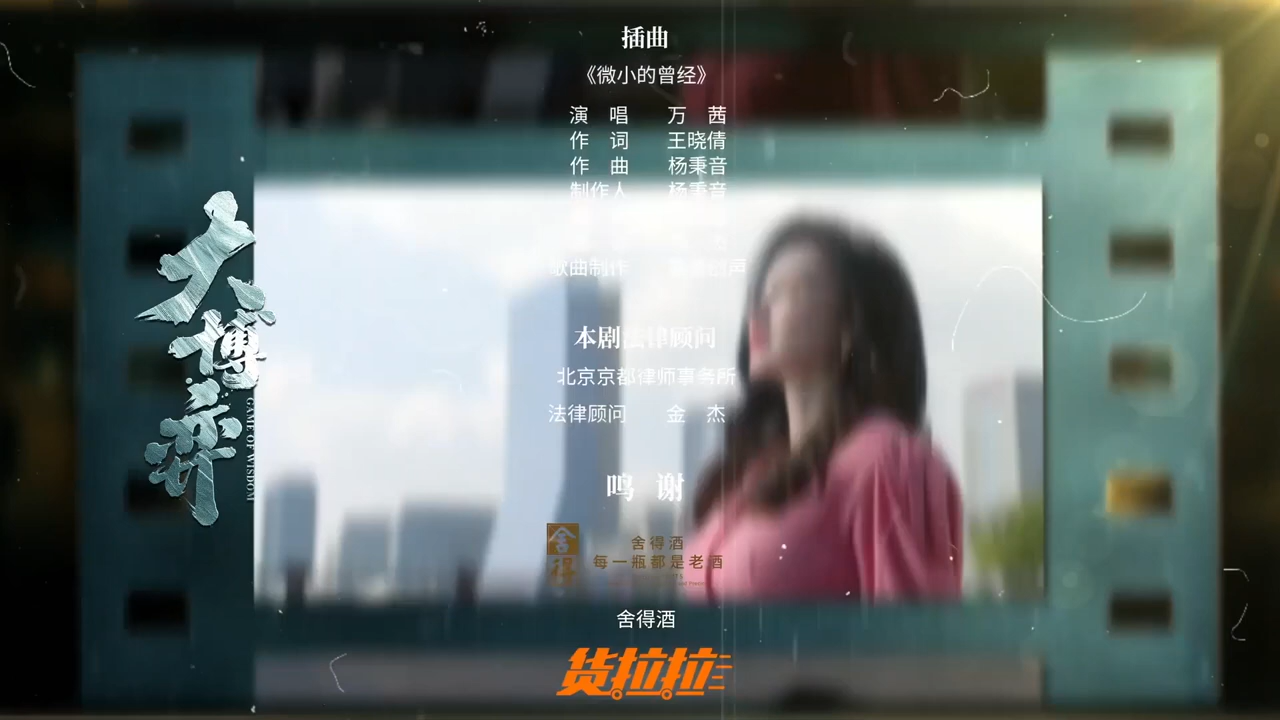 插曲
《微小的曾经》
演 唱 万 茜
作 词 王晓倩
作 曲 杨秉音
制作人 杨秉音
歌曲制作
本剧法律顾问
北京京都律师事务所
法律顾问 金 杰
鸣 谢
舍得
舍得酒
每一瓶都是老酒
舍得酒
货拉拉
大博弈
GAME OF WISDOM